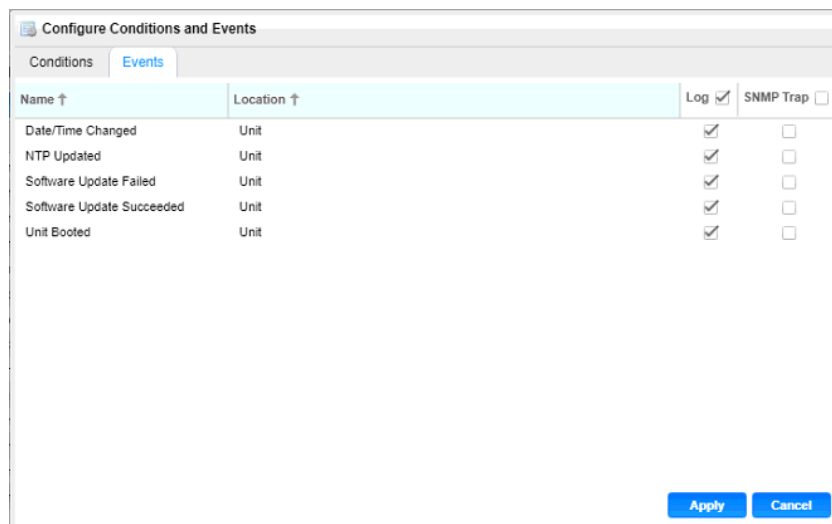 Configure Conditions and Events
Conditions Events
Name Location Log SNMP Trap
Date/Time Changed Unit
NTP Updated Unit
Software Update Failed Unit
Software Update Succeeded Unit
Unit Booted Unit
Apply Cancel